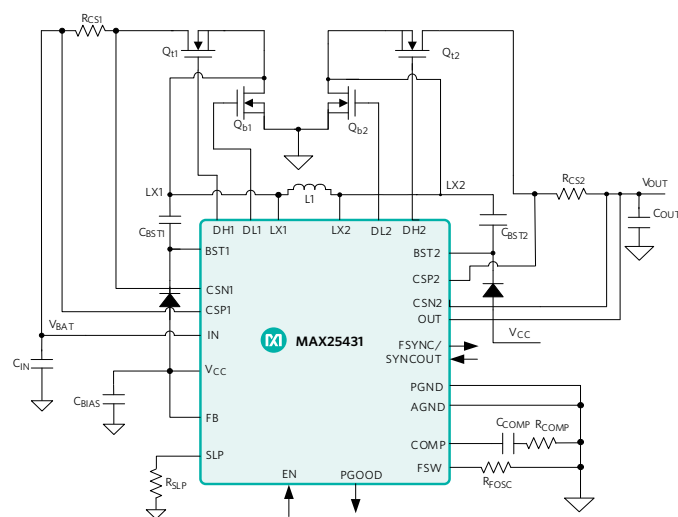 RCS1
Qt1
Qt2
Qb1
Qb2
LX1
L1
LX2
RCS2
VOUT
COUT
CBST1
DH1
DL1
LX1
LX2
DL2
DH2
CBST2
BST1
BST2
CSP2
CSN1
CSN2
CSP1
OUT
VBAT
IN
MAX25431
FSYNC/
SYNCOUT
VCC
CIN
VCC
PGND
CBIAS
AGND
FB
CCOMP
RCOMP
COMP
SLP
FSW
RSLP
EN
PGOOD
RFOSC